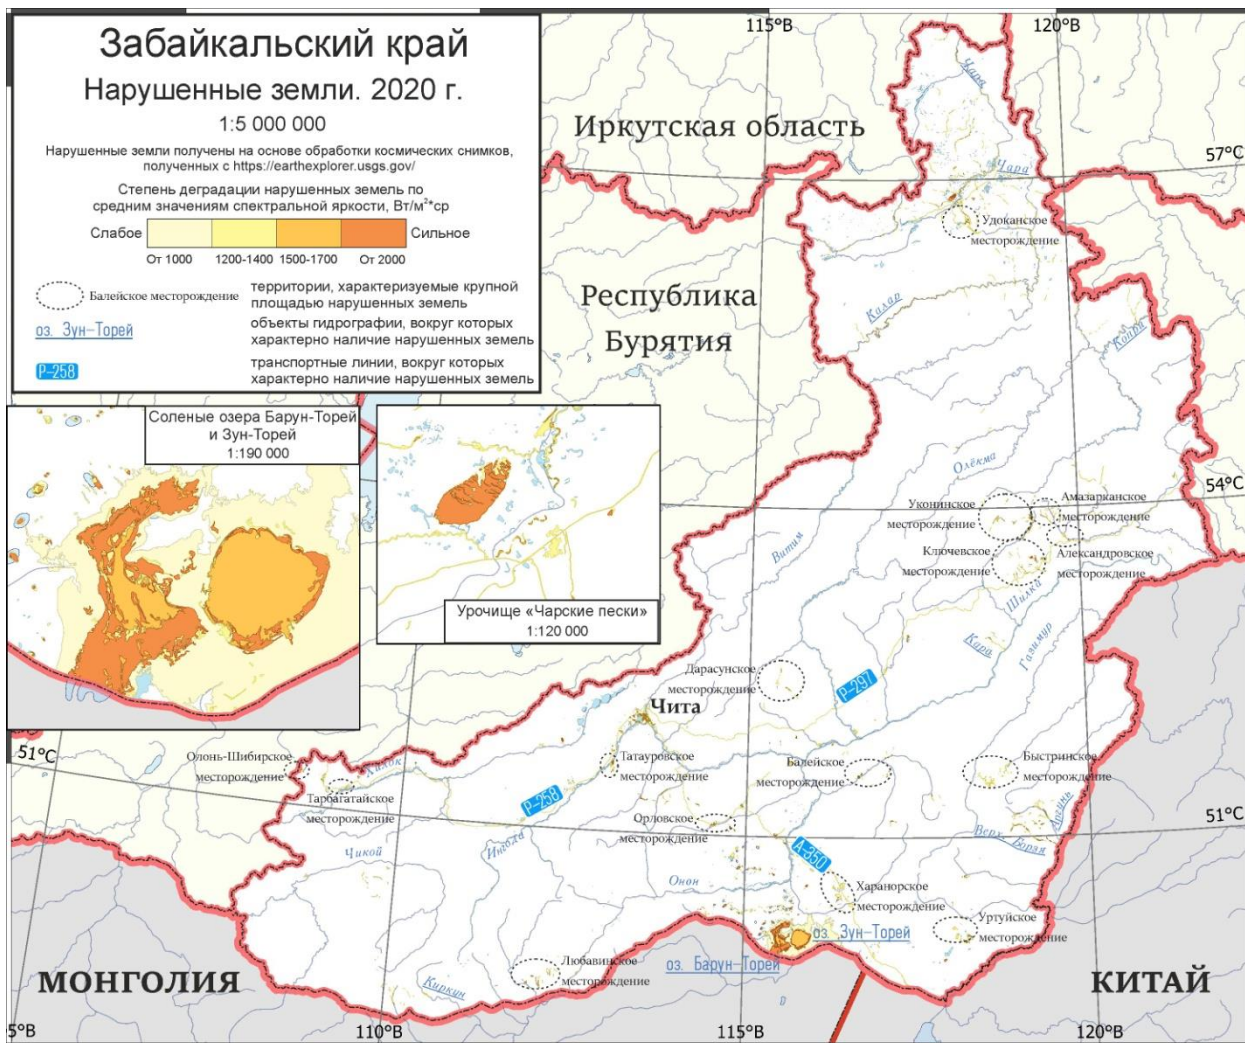 Забайкальский край
Нарушенные земли. 2020 г.
1:5 000 000
Нарушенные земли получены на основе обработки космических снимков,
полученных с https://earthexplorer.usgs.gov/
Степень деградации нарушенных земель по
средним значениям спектральной яркости, Вт/м²*ср
Слабое Сильное
От 1000 1200-1400 1500-1700 От 2000
Балейское месторождение
территории, характеризуемые крупной
площадью нарушенных земель
оз. Зун-Торей
объекты гидрографии, вокруг которых
характерно наличие нарушенных земель
Р-258
транспортные линии, вокруг которых
характерно наличие нарушенных земель
Соленые озера Барун-Торей
и Зун-Торей
1:190 000
Урочище «Чарские пески»
1:120 000
115°В
120°В
Иркутская область
Чара
57°С
Чара
Удоканское
месторождение
Республика
Бурятия
Калар
Олёкма
54°С
Уконинское
месторождение
Амазарканское
месторождение
Витим
Ключевское
месторождение
Александровское
месторождение
Шилка
Кара
Газимур
Дарасунское
месторождение
Р-297
Чита
51°С
Олонь-Шибирское
месторождение
Хилок
Тарбагатайское
месторождение
Татауровское
месторождение
Балейское
месторождение
Быстринское
месторождение
Р-258
Орловское
месторождение
Аргунь
51°С
Верх. Борзя
Ингода
Чикой
А-350
Онон
Харанорское
месторождение
Уртуйское
месторождение
оз. Зун-Торей
оз. Барун-Торей
Любавинское
месторождение
Киркун
МОНГОЛИЯ
КИТАЙ
5°В
110°В
115°В
120°В